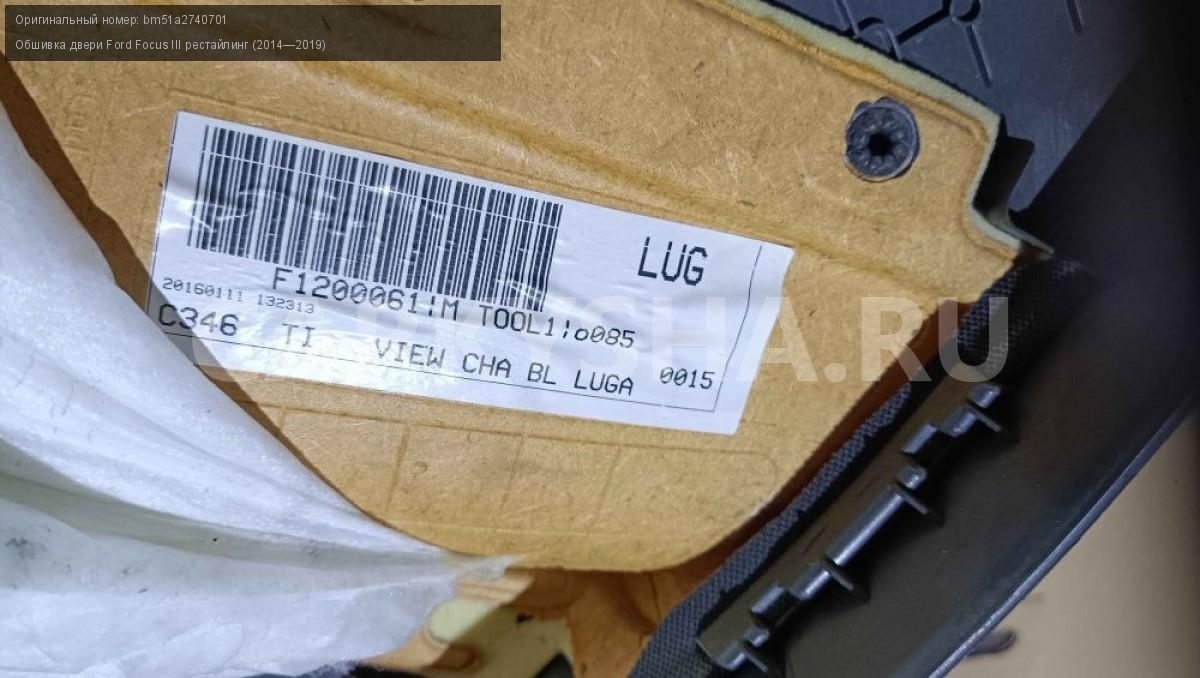 Оригинальный номер: bm51a2740701
Обшивка двери Ford Focus III рестайлинг (2014—2019)
LUG
F1200061:M TOOL1:o085
20160111 132313
C346 TI VIEW CHA BL LUGA 0015